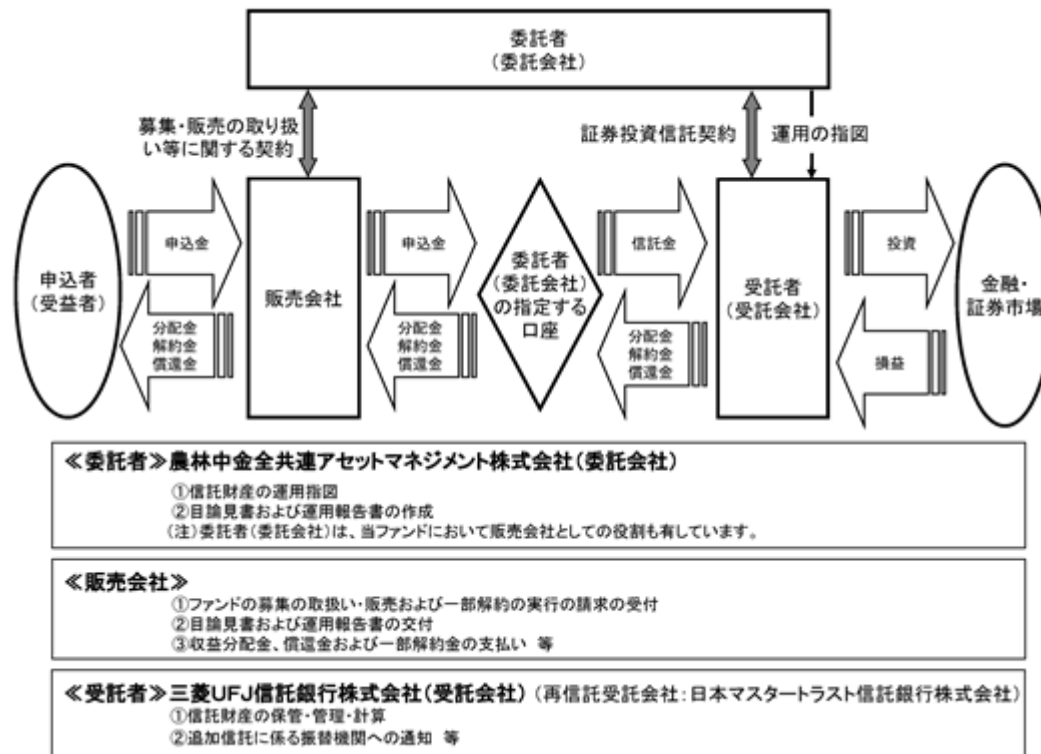 委託者
(委託会社)
募集・販売の取り扱
い等に関する契約
証券投資信託契約
運用の指図
申込者
(受益者)
申込金
分配金
解約金
償還金
販売会社
申込金
分配金
解約金
償還金
委託者
(委託会社)
の指定する
口座
信託金
分配金
解約金
償還金
受託者
(受託会社)
投資
損益
金融・
証券市場
≪委託者≫農林中金全共連アセットマネジメント株式会社(委託会社)
①信託財産の運用指図
②目論見書および運用報告書の作成
(注)委託者(委託会社)は、当ファンドにおいて販売会社としての役割も有しています。
≪販売会社≫
①ファンドの募集の取扱い・販売および一部解約の実行の請求の受付
②目論見書および運用報告書の交付
③収益分配金、償還金および一部解約金の支払い 等
≪受託者≫三菱UFJ信託銀行株式会社(受託会社) (再信託受託会社:日本マスタートラスト信託銀行株式会社)
①信託財産の保管・管理・計算
②追加信託に係る振替機関への通知 等